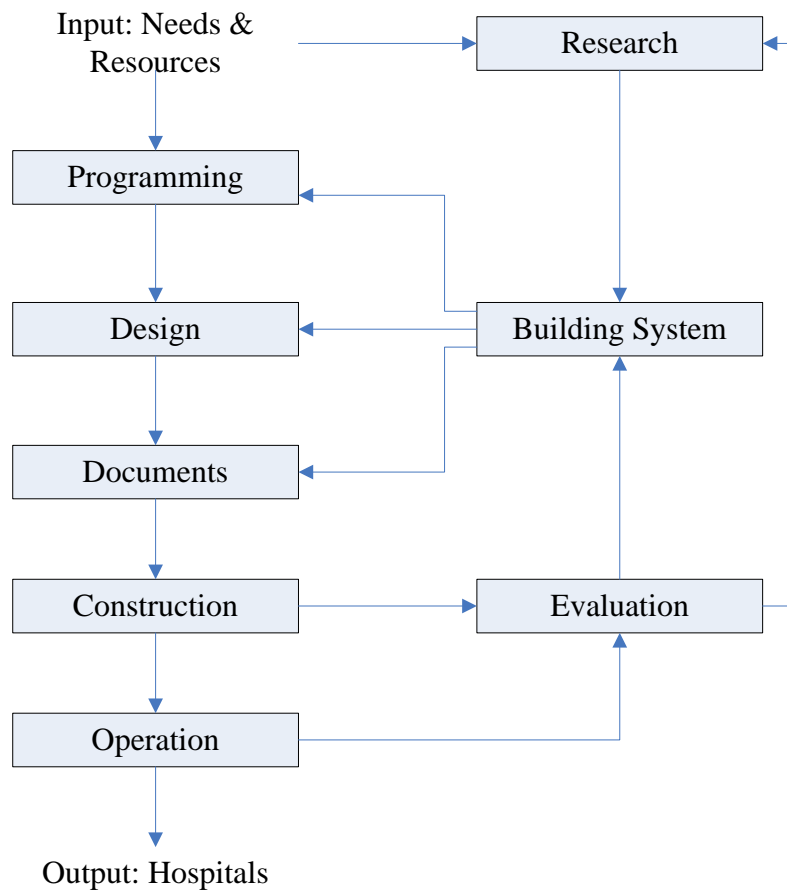 Input: Needs &
Resources
Research
Programming
Design
Building System
Documents
Construction
Evaluation
Operation
Output: Hospitals